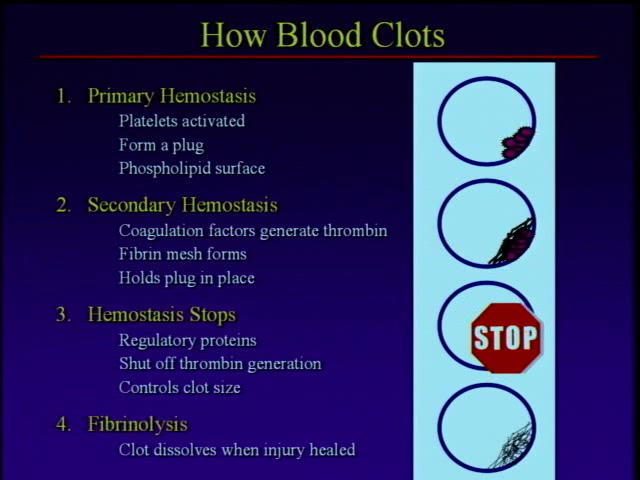 How Blood Clots
1. Primary Hemostasis
Platelets activated
Form a plug
Phospholipid surface
2. Secondary Hemostasis
Coagulation factors generate thrombin
Fibrin mesh forms
Holds plug in place
3. Hemostasis Stops
Regulatory proteins
Shut off thrombin generation
Controls clot size
STOP
4. Fibrinolysis
Clot dissolves when injury healed